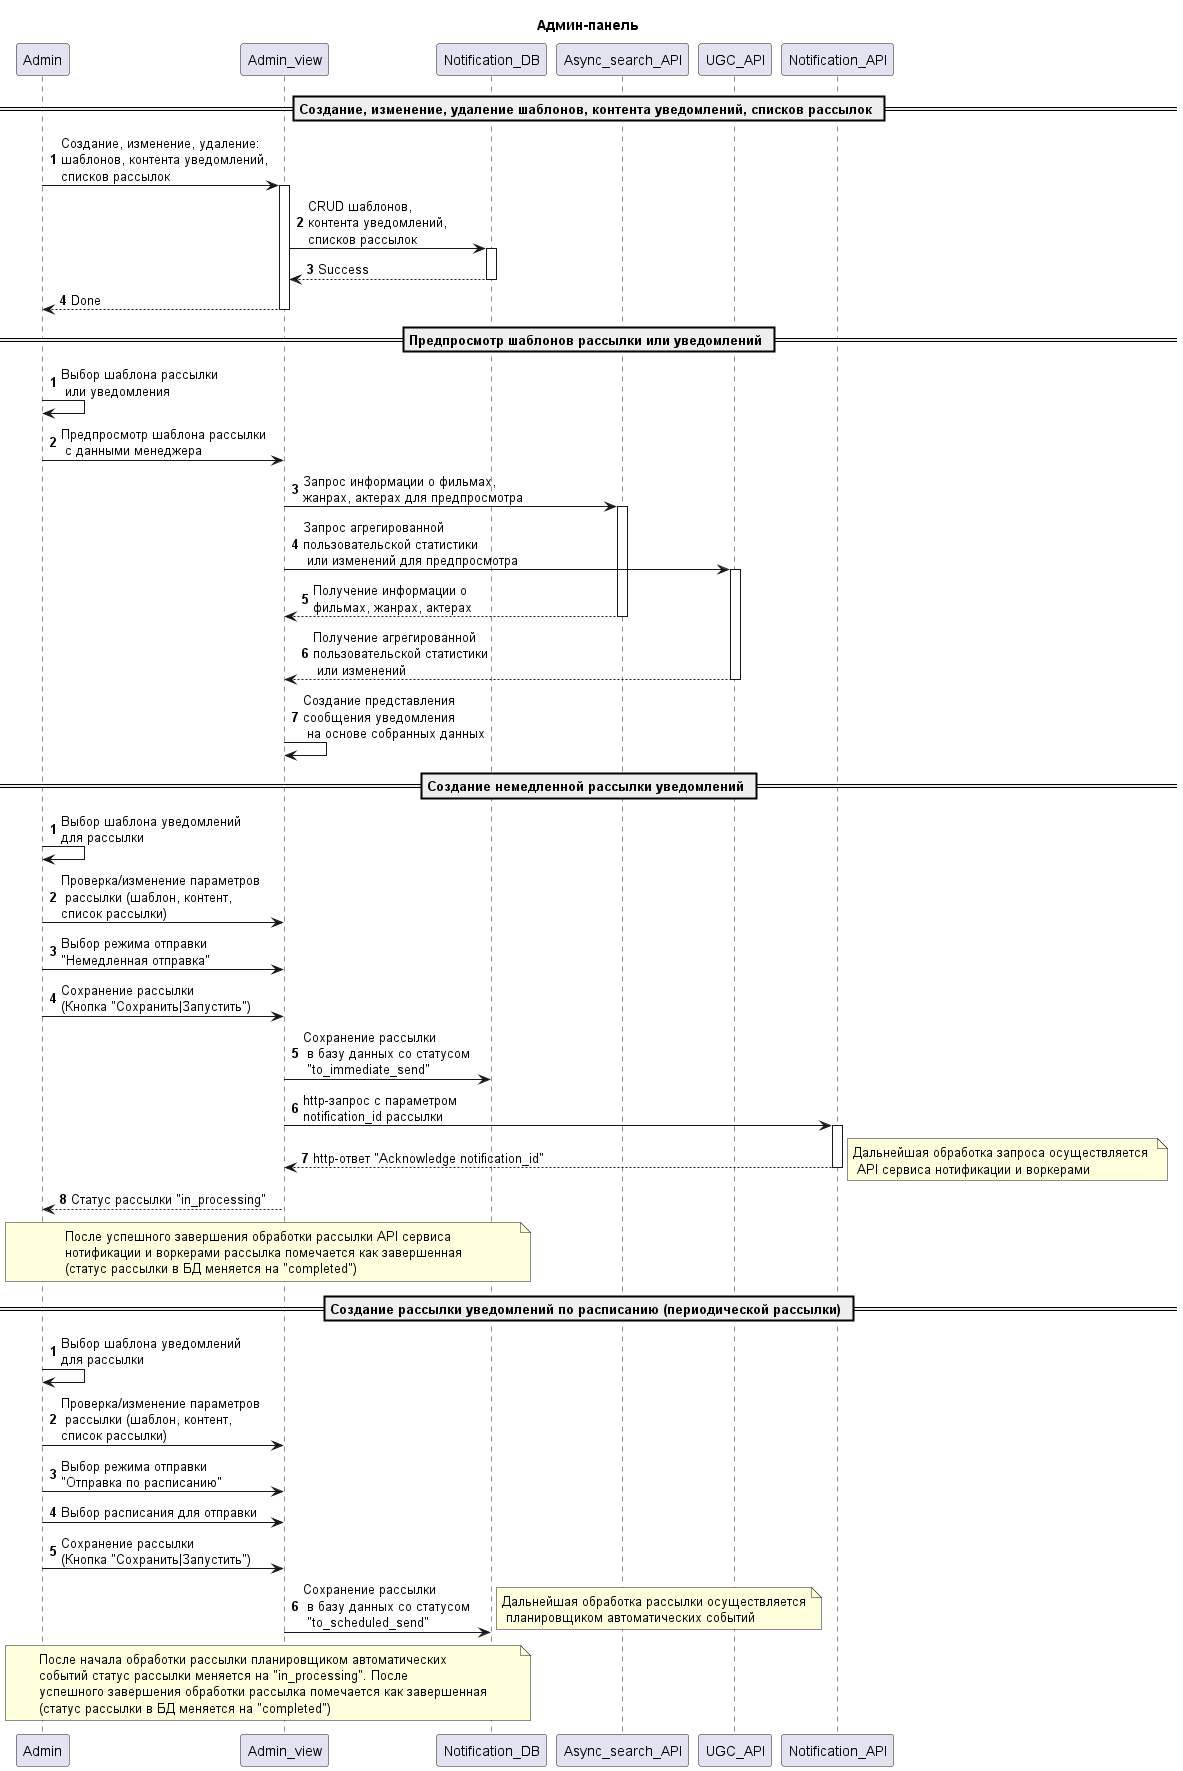 Админ-панель
Admin
Admin_view
Notification_DB
Async_search_API
UGC_API
Notification_API
Создание, изменение, удаление шаблонов, контента уведомлений, списков рассылок
1 Создание, изменение, удаление:
шаблонов, контента уведомлений,
списков рассылок
2 CRUD шаблонов,
контента уведомлений,
списков рассылок
3 Success
4 Done
Предпросмотр шаблонов рассылки или уведомлений
1 Выбор шаблона рассылки
или уведомления
2 Предпросмотр шаблона рассылки
с данными менеджера
3 Запрос информации о фильмах,
жанрах, актерах для предпросмотра
4 Запрос агрегированной
пользовательской статистики
или изменений для предпросмотра
5 Получение информации о
фильмах, жанрах, актерах
6 Получение агрегированной
пользовательской статистики
или изменений
7 Создание представления
сообщения уведомления
на основе собранных данных
Создание немедленной рассылки уведомлений
1 Выбор шаблона уведомлений
для рассылки
2 Проверка/изменение параметров
рассылки (шаблон, контент,
список рассылки)
3 Выбор режима отправки
"Немедленная отправка"
4 Сохранение рассылки
(Кнопка "Сохранить|Запустить")
5 Сохранение рассылки
в базу данных со статусом
"to_immediate_send"
6 http-запрос с параметром
notification_id рассылки
7 http-ответ "Acknowledge notification_id"
Дальнейшая обработка запроса осуществляется
API сервиса нотификации и воркерами
8 Статус рассылки "in_processing"
После успешного завершения обработки рассылки API сервиса
нотификации и воркерами рассылка помечается как завершенная
(статус рассылки в БД меняется на "completed")
Создание рассылки уведомлений по расписанию (периодической рассылки)
1 Выбор шаблона уведомлений
для рассылки
2 Проверка/изменение параметров
рассылки (шаблон, контент,
список рассылки)
3 Выбор режима отправки
"Отправка по расписанию"
4 Выбор расписания для отправки
5 Сохранение рассылки
(Кнопка "Сохранить|Запустить")
6 Сохранение рассылки
в базу данных со статусом
"to_scheduled_send"
Дальнейшая обработка рассылки осуществляется
планировщиком автоматических событий
После начала обработки рассылки планировщиком автоматических
событий статус рассылки меняется на "in_processing". После
успешного завершения обработки рассылка помечается как завершенная
(статус рассылки в БД меняется на "completed")
Admin
Admin_view
Notification_DB
Async_search_API
UGC_API
Notification_API